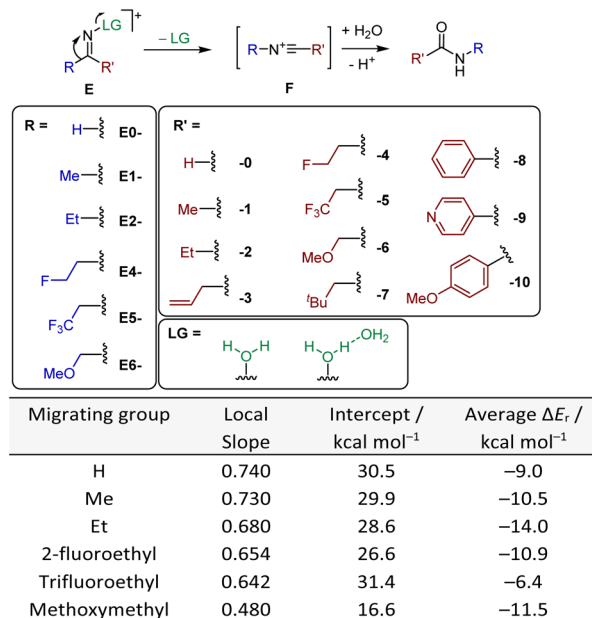 LG ]+
N
R R'
E
– LG
[ R–N+≡–R' ]
F
+ H2O
- H+
O
R' N R
H
R =
H E0-
Me E1-
Et E2-
F E4-
F3C E5-
MeO E6-
R' =
H -0
Me -1
Et -2
-3
F -4
F3C -5
MeO -6
tBu -7
-8
N -9
MeO -10
LG =
H O H
H O H OH2
Migrating group Local Slope Intercept / kcal mol–1 Average ΔEr / kcal mol–1
H 0.740 30.5 –9.0
Me 0.730 29.9 –10.5
Et 0.680 28.6 –14.0
2-fluoroethyl 0.654 26.6 –10.9
Trifluoroethyl 0.642 31.4 –6.4
Methoxymethyl 0.480 16.6 –11.5